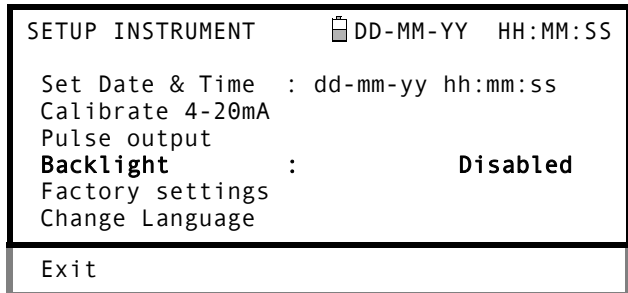 SETUP INSTRUMENT DD-MM-YY HH:MM:SS
Set Date & Time : dd-mm-yy hh:mm:ss
Calibrate 4-20mA
Pulse output
Backlight : Disabled
Factory settings
Change Language
Exit